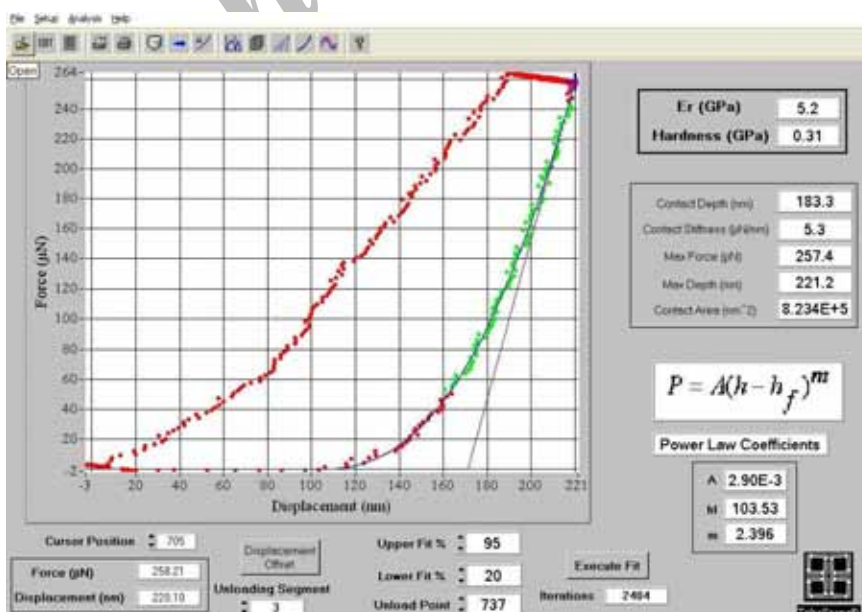 File Setup Analysis Help
Open
Er (GPa) 5.2
Hardness (GPa) 0.31
Contact Depth (nm) 183.3
Contact Stiffness (µN/nm) 5.3
Max Force (µN) 257.4
Max Depth (nm) 221.2
Contact Area (nm^2) 8.234E+5
P = A(h - h_f)^m
Power Law Coefficients
A 2.90E-3
hf 103.53
m 2.396
Force (µN)
264
240
220
200
180
160
140
120
100
80
60
40
20
-2
-3 20 40 60 80 100 120 140 160 180 200 221
Displacement (nm)
Cursor Position 705
Force (µN) 258.21
Displacement (nm) 220.10
Displacement Offset
Unloading Segment
3
Upper Fit % 95
Lower Fit % 20
Unload Point 737
Execute Fit
Iterations 2484